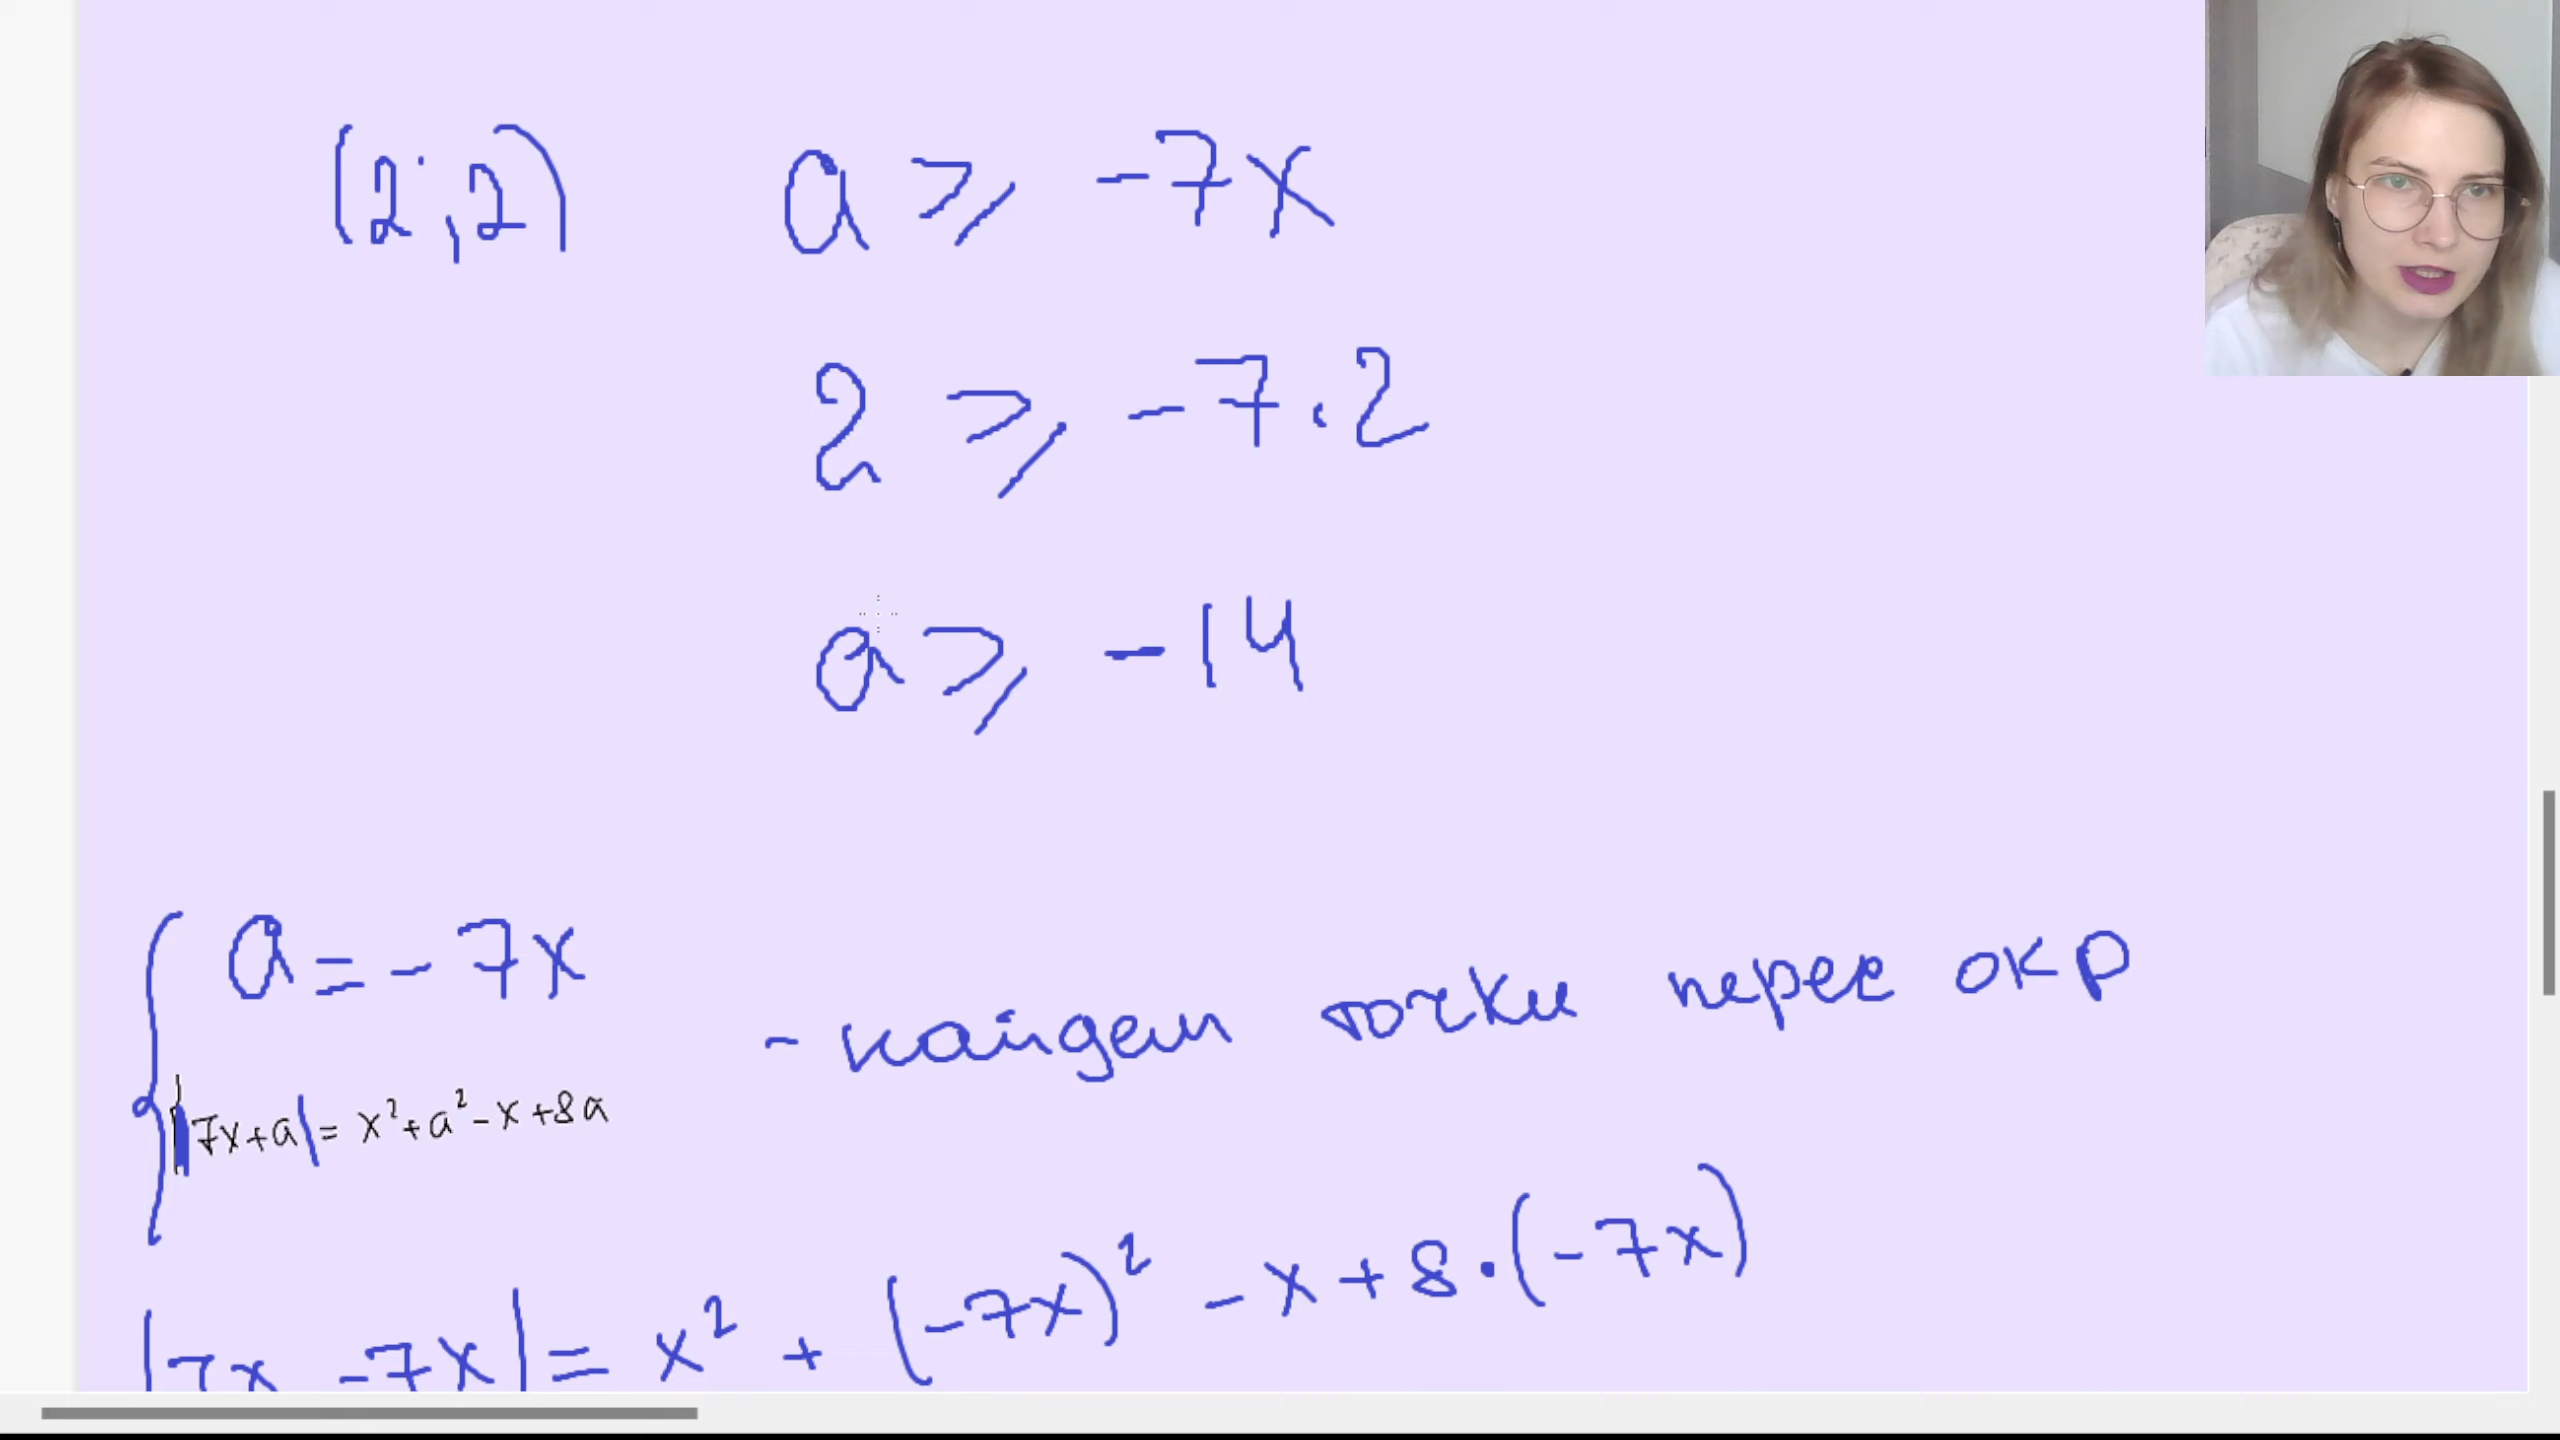 (2;2) a ⩾ -7x
2 ⩾ -7·2
a ⩾ -14
a = -7x
- найдем точки перес окр
|7x+a| = x²+a²-x+8a
|7x-7x| = x² + (-7x)² - x + 8·(-7x)